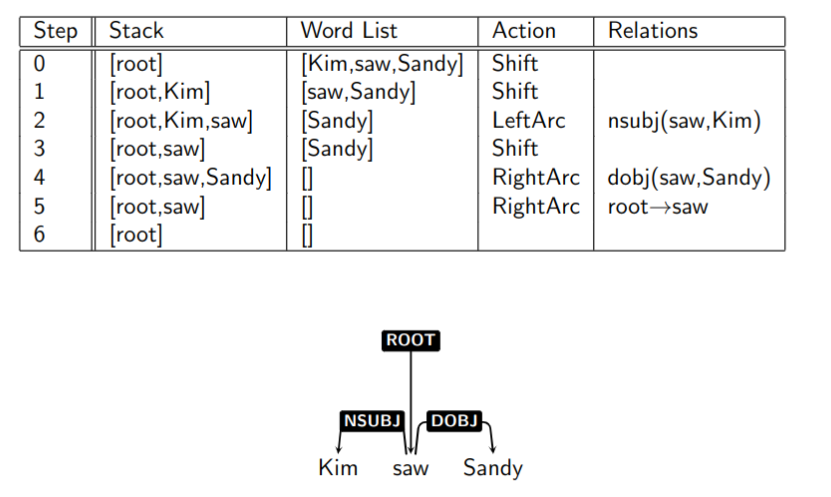 Step Stack Word List Action Relations
0 [root] [Kim,saw,Sandy] Shift
1 [root,Kim] [saw,Sandy] Shift
2 [root,Kim,saw] [Sandy] LeftArc nsubj(saw,Kim)
3 [root,saw] [Sandy] Shift
4 [root,saw,Sandy] [] RightArc dobj(saw,Sandy)
5 [root,saw] [] RightArc root→saw
6 [root] []
ROOT
NSUBJ DOBJ
Kim saw Sandy